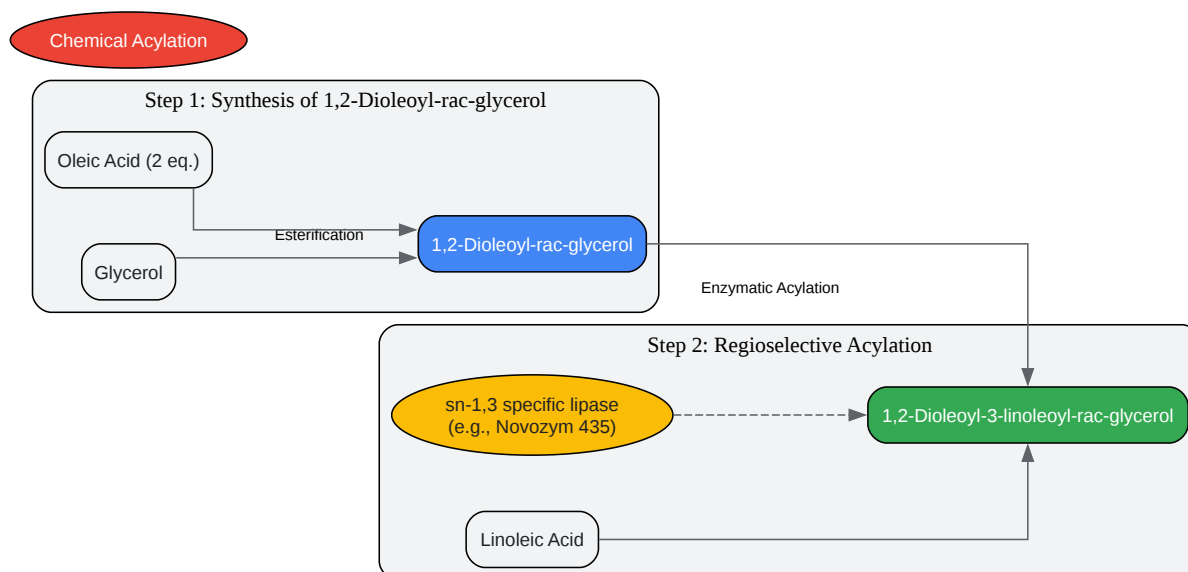 Chemical Acylation
Step 1: Synthesis of 1,2-Dioleoyl-rac-glycerol
Oleic Acid (2 eq.)
Esterification
1,2-Dioleoyl-rac-glycerol
Glycerol
Enzymatic Acylation
Step 2: Regioselective Acylation
sn-1,3 specific lipase
(e.g., Novozym 435)
1,2-Dioleoyl-3-linoleoyl-rac-glycerol
Linoleic Acid